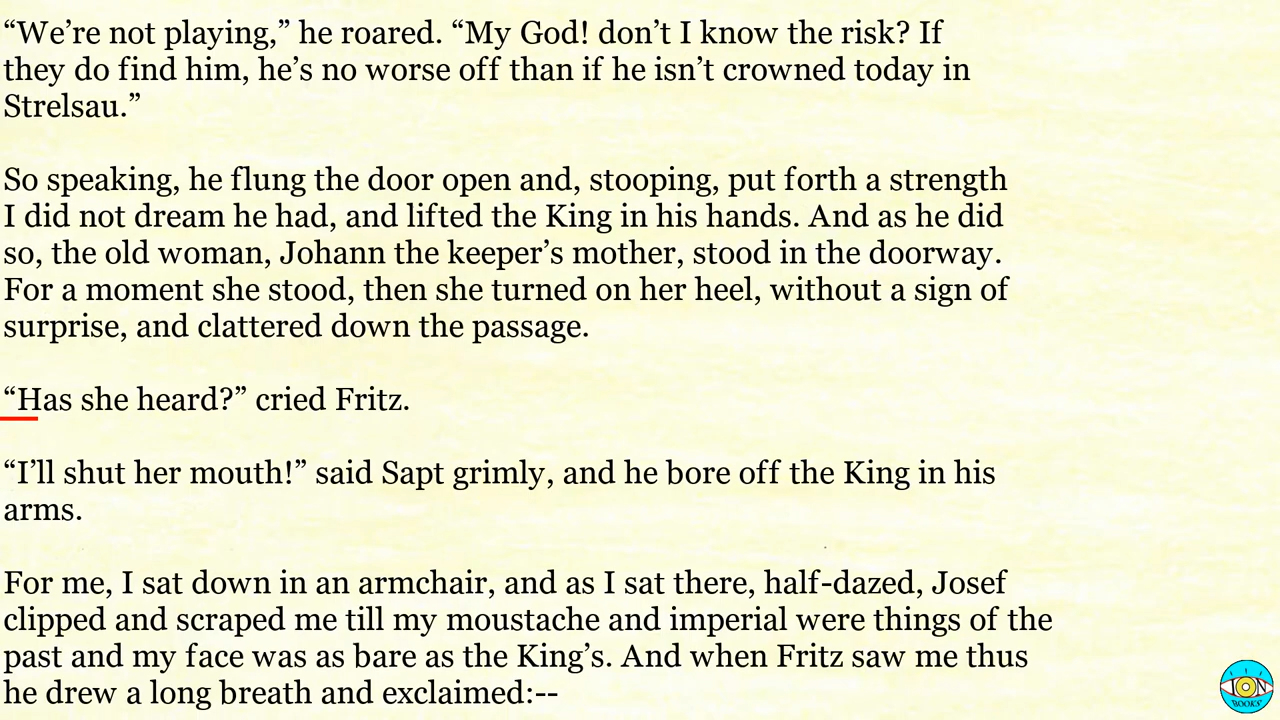 “We’re not playing,” he roared. “My God! don’t I know the risk? If
they do find him, he’s no worse off than if he isn’t crowned today in
Strelsau.”
So speaking, he flung the door open and, stooping, put forth a strength
I did not dream he had, and lifted the King in his hands. And as he did
so, the old woman, Johann the keeper’s mother, stood in the doorway.
For a moment she stood, then she turned on her heel, without a sign of
surprise, and clattered down the passage.
“Has she heard?” cried Fritz.
“I’ll shut her mouth!” said Sapt grimly, and he bore off the King in his
arms.
For me, I sat down in an armchair, and as I sat there, half-dazed, Josef
clipped and scraped me till my moustache and imperial were things of the
past and my face was as bare as the King’s. And when Fritz saw me thus
he drew a long breath and exclaimed:--
ION
BOOKS